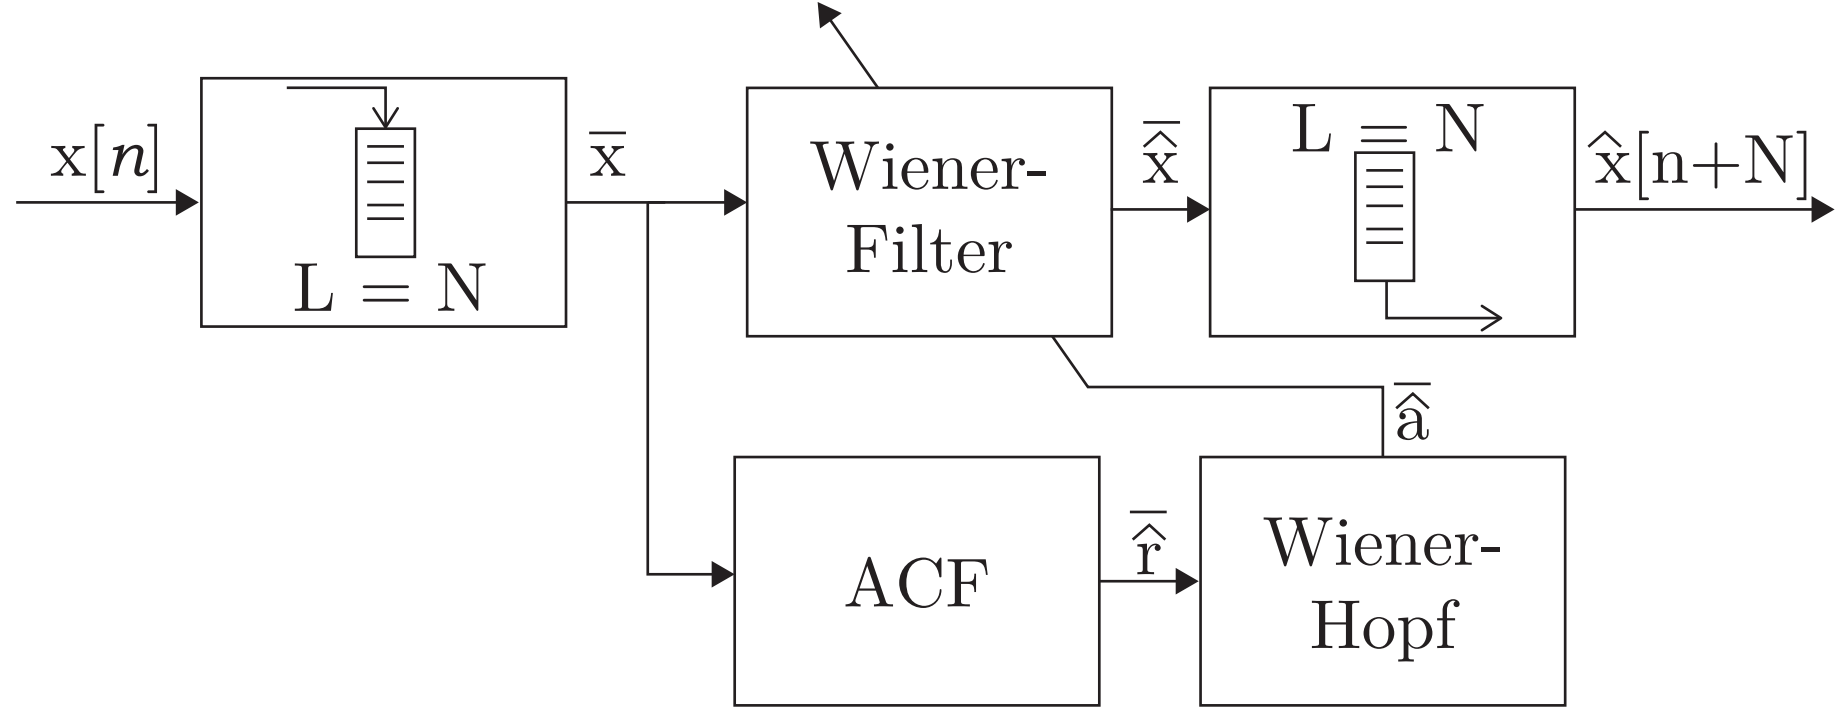 x[n]
L = N
x̅
Wiener-
Filter
x̂̅
L = N
x̂[n+N]
â̅
ACF
r̂̅
Wiener-
Hopf